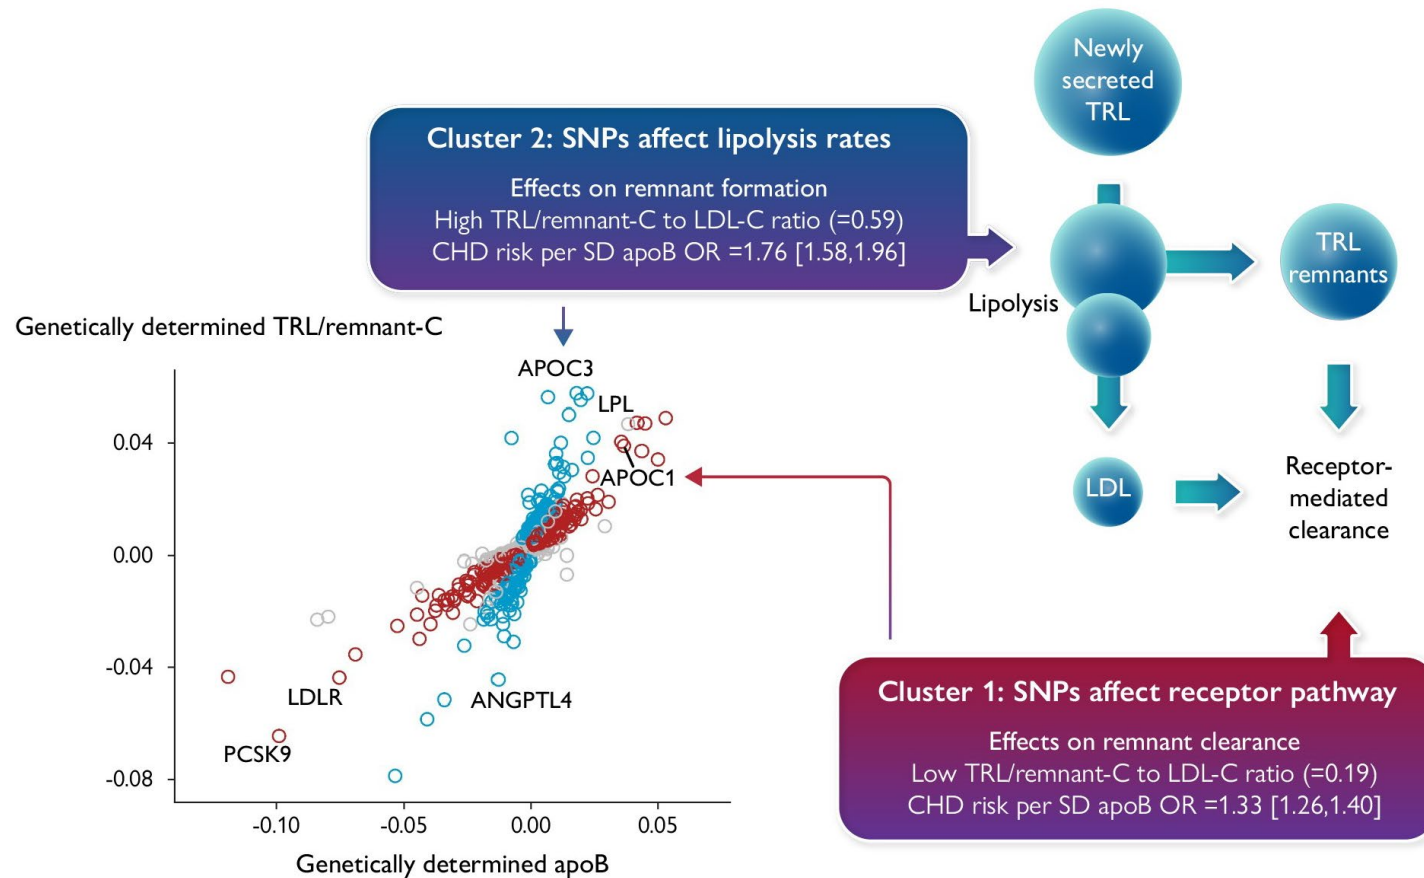 Newly
secreted
TRL
Cluster 2: SNPs affect lipolysis rates
Effects on remnant formation
High TRL/remnant-C to LDL-C ratio (=0.59)
CHD risk per SD apoB OR =1.76 [1.58,1.96]
TRL
remnants
Lipolysis
LDL
Receptor-
mediated
clearance
Genetically determined TRL/remnant-C
APOC3
LPL
APOC1
LDLR
ANGPTL4
PCSK9
0.04
0.00
-0.04
-0.08
-0.10
-0.05
0.00
0.05
Genetically determined apoB
Cluster 1: SNPs affect receptor pathway
Effects on remnant clearance
Low TRL/remnant-C to LDL-C ratio (=0.19)
CHD risk per SD apoB OR =1.33 [1.26,1.40]